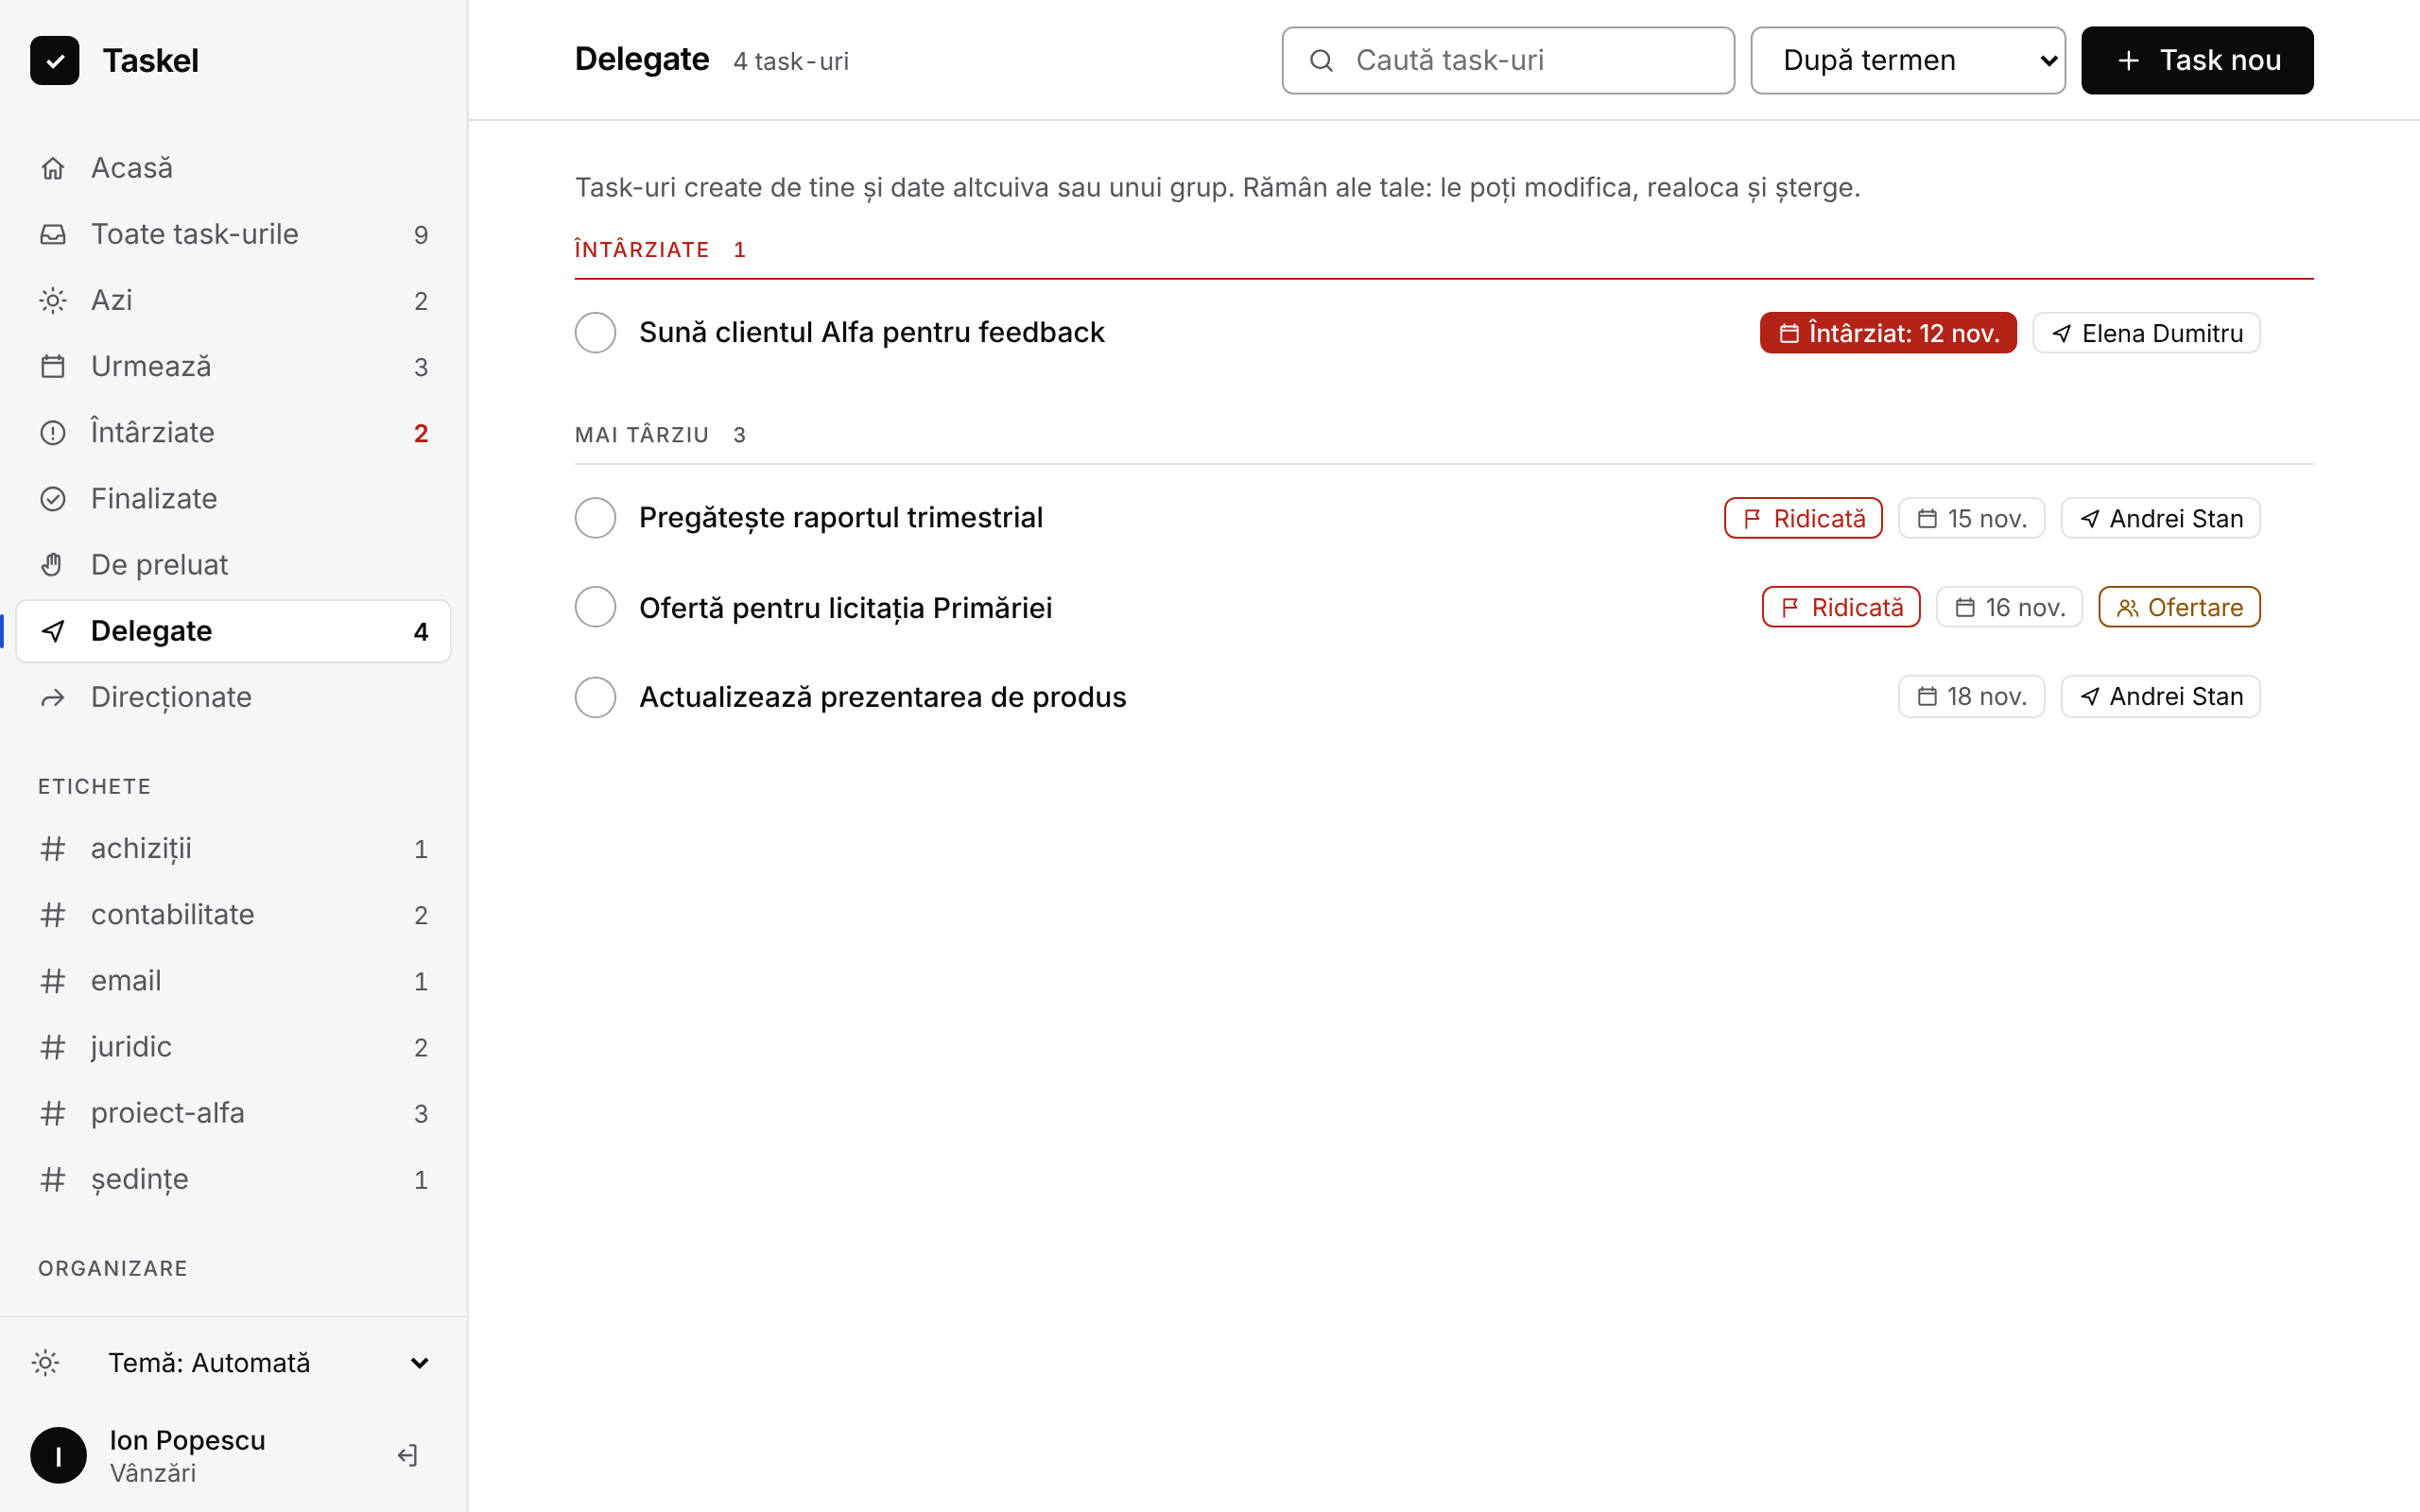 Taskel
Acasă
Toate task-urile 9
Azi 2
Urmează 3
Întârziate 2
Finalizate
De preluat
Delegate 4
Direcționate
ETICHETE
achiziții 1
contabilitate 2
email 1
juridic 2
proiect-alfa 3
ședințe 1
ORGANIZARE
Temă: Automată
I
Ion Popescu
Vânzări
Delegate 4 task-uri
Caută task-uri
După termen
Task nou
Task-uri create de tine și date altcuiva sau unui grup. Rămân ale tale: le poți modifica, realoca și șterge.
ÎNTÂRZIATE 1
Sună clientul Alfa pentru feedback Întârziat: 12 nov. Elena Dumitru
MAI TÂRZIU 3
Pregătește raportul trimestrial Ridicată 15 nov. Andrei Stan
Ofertă pentru licitația Primăriei Ridicată 16 nov. Ofertare
Actualizează prezentarea de produs 18 nov. Andrei Stan